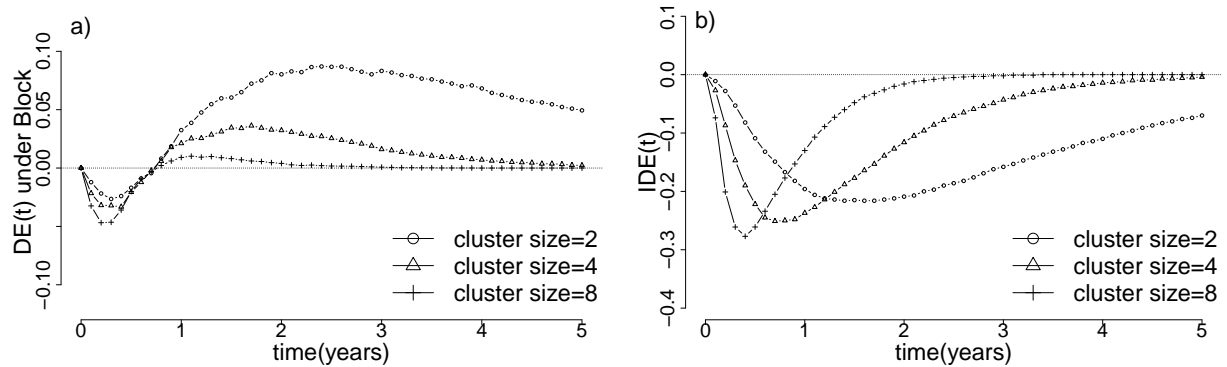 a)
DE(t) under Block
0.10
0.05
0.00
−0.10
cluster size=2
cluster size=4
cluster size=8
0 1 2 3 4 5
time(years)
b)
IDE(t)
0.1
0.0
−0.1
−0.2
−0.3
−0.4
cluster size=2
cluster size=4
cluster size=8
0 1 2 3 4 5
time(years)